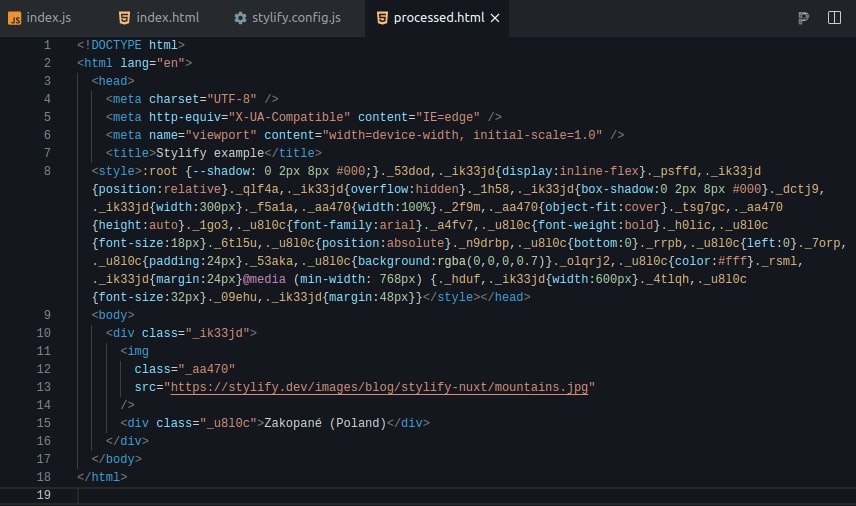 index.js index.html stylify.config.js processed.html
1 <!DOCTYPE html>
2 <html lang="en">
3 <head>
4 <meta charset="UTF-8" />
5 <meta http-equiv="X-UA-Compatible" content="IE=edge" />
6 <meta name="viewport" content="width=device-width, initial-scale=1.0" />
7 <title>Stylify example</title>
8 <style>:root {--shadow: 0 2px 8px #000;}._53dod,._ik33jd{display:inline-flex}._psffd,._ik33jd
{position:relative}._qlf4a,._ik33jd{overflow:hidden}._1h58,._ik33jd{box-shadow:0 2px 8px #000}._dctj9,
._ik33jd{width:300px}._f5a1a,._aa470{width:100%}._2f9m,._aa470{object-fit:cover}._tsg7gc,._aa470
{height:auto}._1go3,._u8l0c{font-family:arial}._a4fv7,._u8l0c{font-weight:bold}._h0lic,._u8l0c
{font-size:18px}._6tl5u,._u8l0c{position:absolute}._n9drbp,._u8l0c{bottom:0}._rrpb,._u8l0c{left:0}._7orp,
._u8l0c{padding:24px}._53aka,._u8l0c{background:rgba(0,0,0,0.7)}._olqrj2,._u8l0c{color:#fff}._rsml,
._ik33jd{margin:24px}@media (min-width: 768px) {._hduf,._ik33jd{width:600px}._4tlqh,._u8l0c
{font-size:32px}._09ehu,._ik33jd{margin:48px}}</style></head>
9 <body>
10 <div class="_ik33jd">
11 <img
12 class="_aa470"
13 src="https://stylify.dev/images/blog/stylify-nuxt/mountains.jpg"
14 />
15 <div class="_u8l0c">Zakopané (Poland)</div>
16 </div>
17 </body>
18 </html>
19